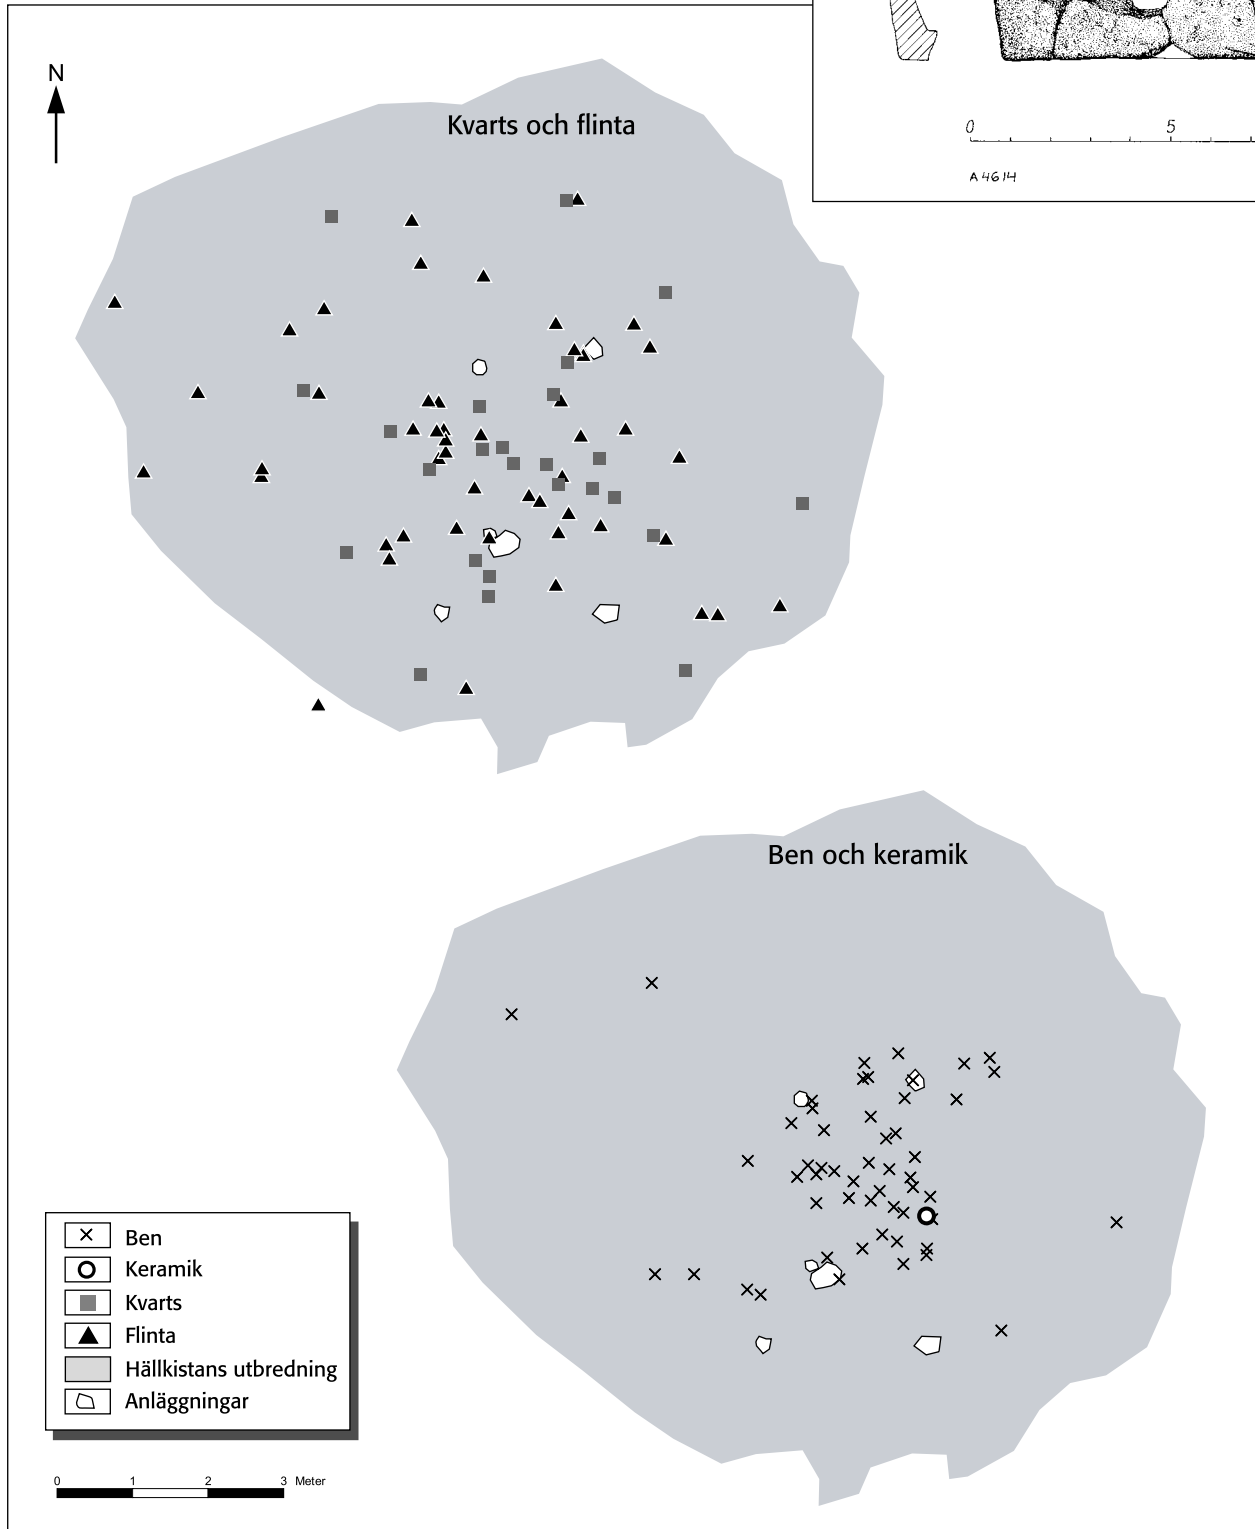 N
Kvarts och flinta
0 5
A4614
Ben och keramik
Ben
Keramik
Kvarts
Flinta
Hällkistans utbredning
Anläggningar
0 1 2 3 Meter